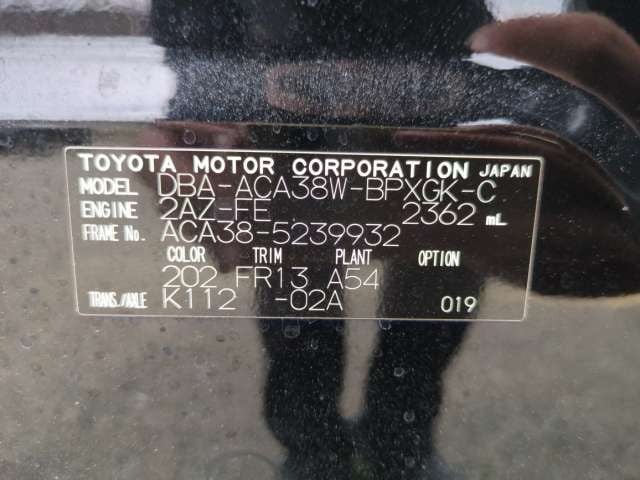 TOYOTA MOTOR CORPORATION JAPAN
MODEL DBA-ACA38W-BPXGK-C
ENGINE 2AZ-FE 2362 mL
FRAME No. ACA38-5239932
COLOR TRIM PLANT OPTION
202 FR13 A54
TRANS./AXLE K112 -02A 019